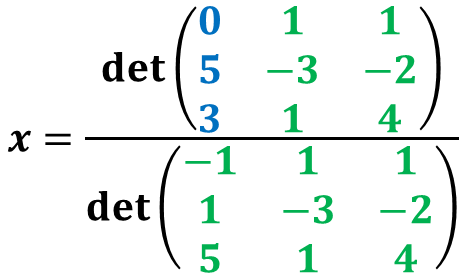 0 1 1
det( 5 −3 −2 )
3 1 4
x =
−1 1 1
det( 1 −3 −2 )
5 1 4